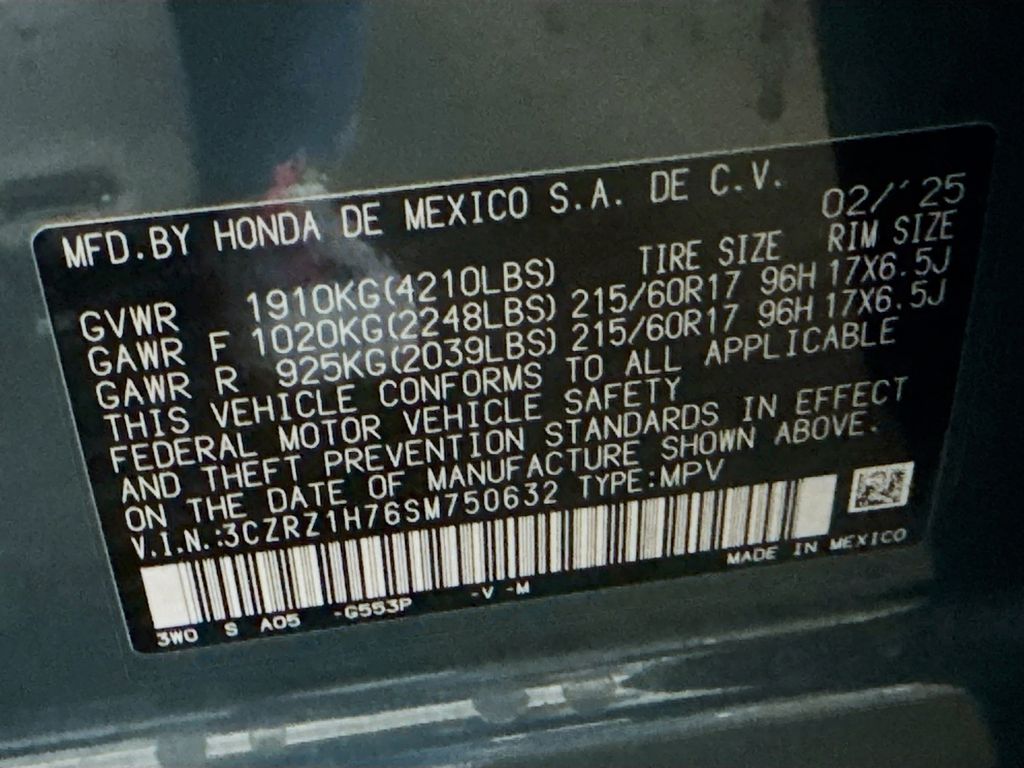 MFD.BY HONDA DE MEXICO S.A. DE C.V. 02/'25
TIRE SIZE RIM SIZE
GVWR 1910KG(4210LBS)
GAWR F 1020KG(2248LBS) 215/60R17 96H 17X6.5J
GAWR R 925KG(2039LBS) 215/60R17 96H 17X6.5J
THIS VEHICLE CONFORMS TO ALL APPLICABLE
FEDERAL MOTOR VEHICLE SAFETY
AND THEFT PREVENTION STANDARDS IN EFFECT
ON THE DATE OF MANUFACTURE SHOWN ABOVE.
V.I.N.:3CZRZ1H76SM750632 TYPE:MPV
3W0 S A05 -G553P -V -M MADE IN MEXICO